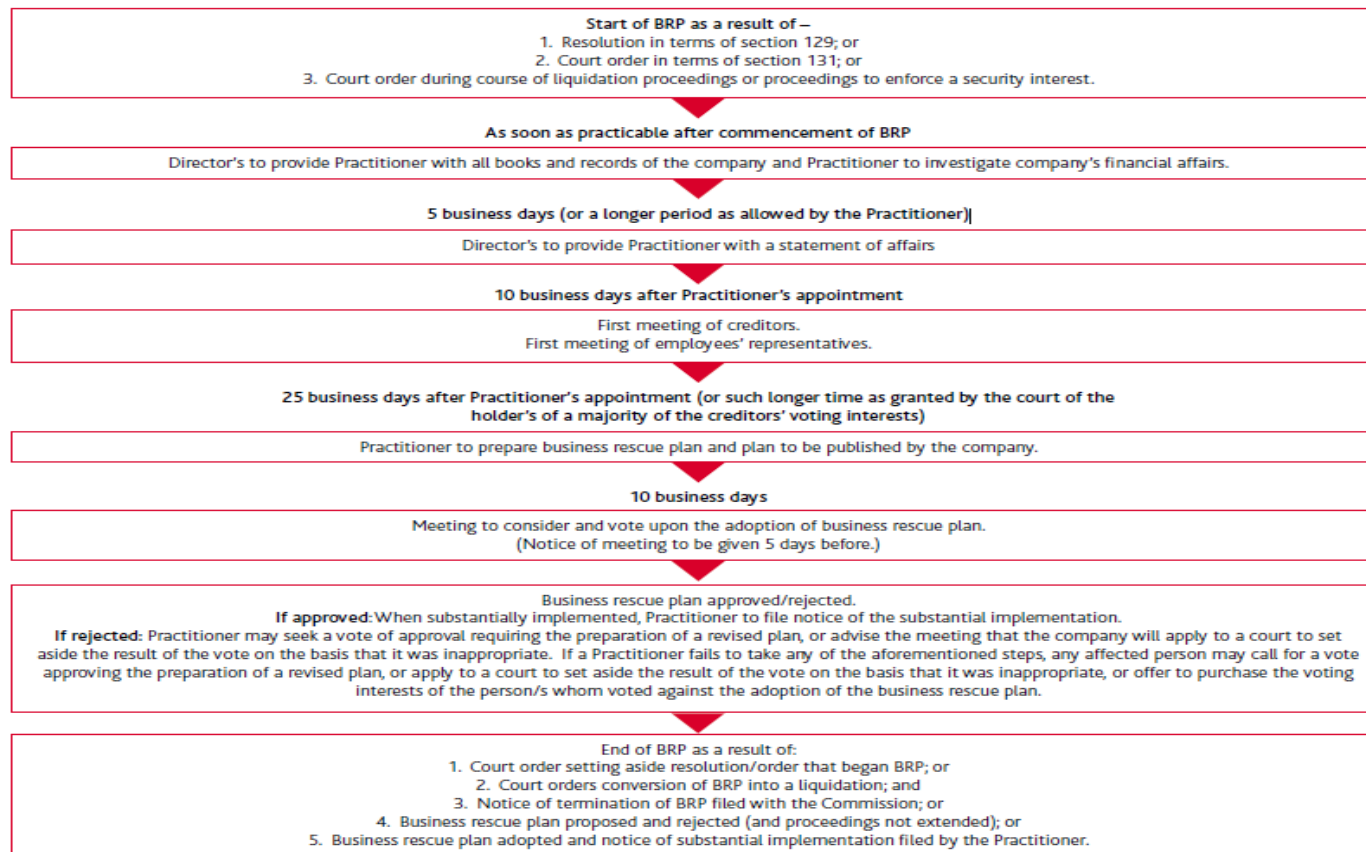 Start of BRP as a result of –
1. Resolution in terms of section 129; or
2. Court order in terms of section 131; or
3. Court order during course of liquidation proceedings or proceedings to enforce a security interest.
As soon as practicable after commencement of BRP
Director's to provide Practitioner with all books and records of the company and Practitioner to investigate company's financial affairs.
5 business days (or a longer period as allowed by the Practitioner)
Director's to provide Practitioner with a statement of affairs
10 business days after Practitioner's appointment
First meeting of creditors.
First meeting of employees' representatives.
25 business days after Practitioner's appointment (or such longer time as granted by the court of the
holder's of a majority of the creditors' voting interests)
Practitioner to prepare business rescue plan and plan to be published by the company.
10 business days
Meeting to consider and vote upon the adoption of business rescue plan.
(Notice of meeting to be given 5 days before.)
Business rescue plan approved/rejected.
If approved: When substantially implemented, Practitioner to file notice of the substantial implementation.
If rejected: Practitioner may seek a vote of approval requiring the preparation of a revised plan, or advise the meeting that the company will apply to a court to set
aside the result of the vote on the basis that it was inappropriate. If a Practitioner fails to take any of the aforementioned steps, any affected person may call for a vote
approving the preparation of a revised plan, or apply to a court to set aside the result of the vote on the basis that it was inappropriate, or offer to purchase the voting
interests of the person/s whom voted against the adoption of the business rescue plan.
End of BRP as a result of:
1. Court order setting aside resolution/order that began BRP; or
2. Court orders conversion of BRP into a liquidation; and
3. Notice of termination of BRP filed with the Commission; or
4. Business rescue plan proposed and rejected (and proceedings not extended); or
5. Business rescue plan adopted and notice of substantial implementation filed by the Practitioner.